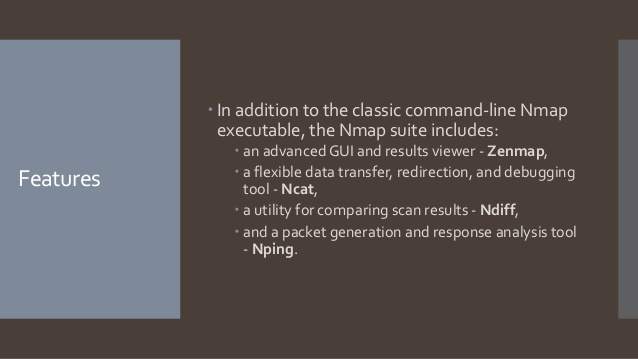 Features
• In addition to the classic command-line Nmap
executable, the Nmap suite includes:
• an advanced GUI and results viewer - Zenmap,
• a flexible data transfer, redirection, and debugging
tool - Ncat,
• a utility for comparing scan results - Ndiff,
• and a packet generation and response analysis tool
- Nping.